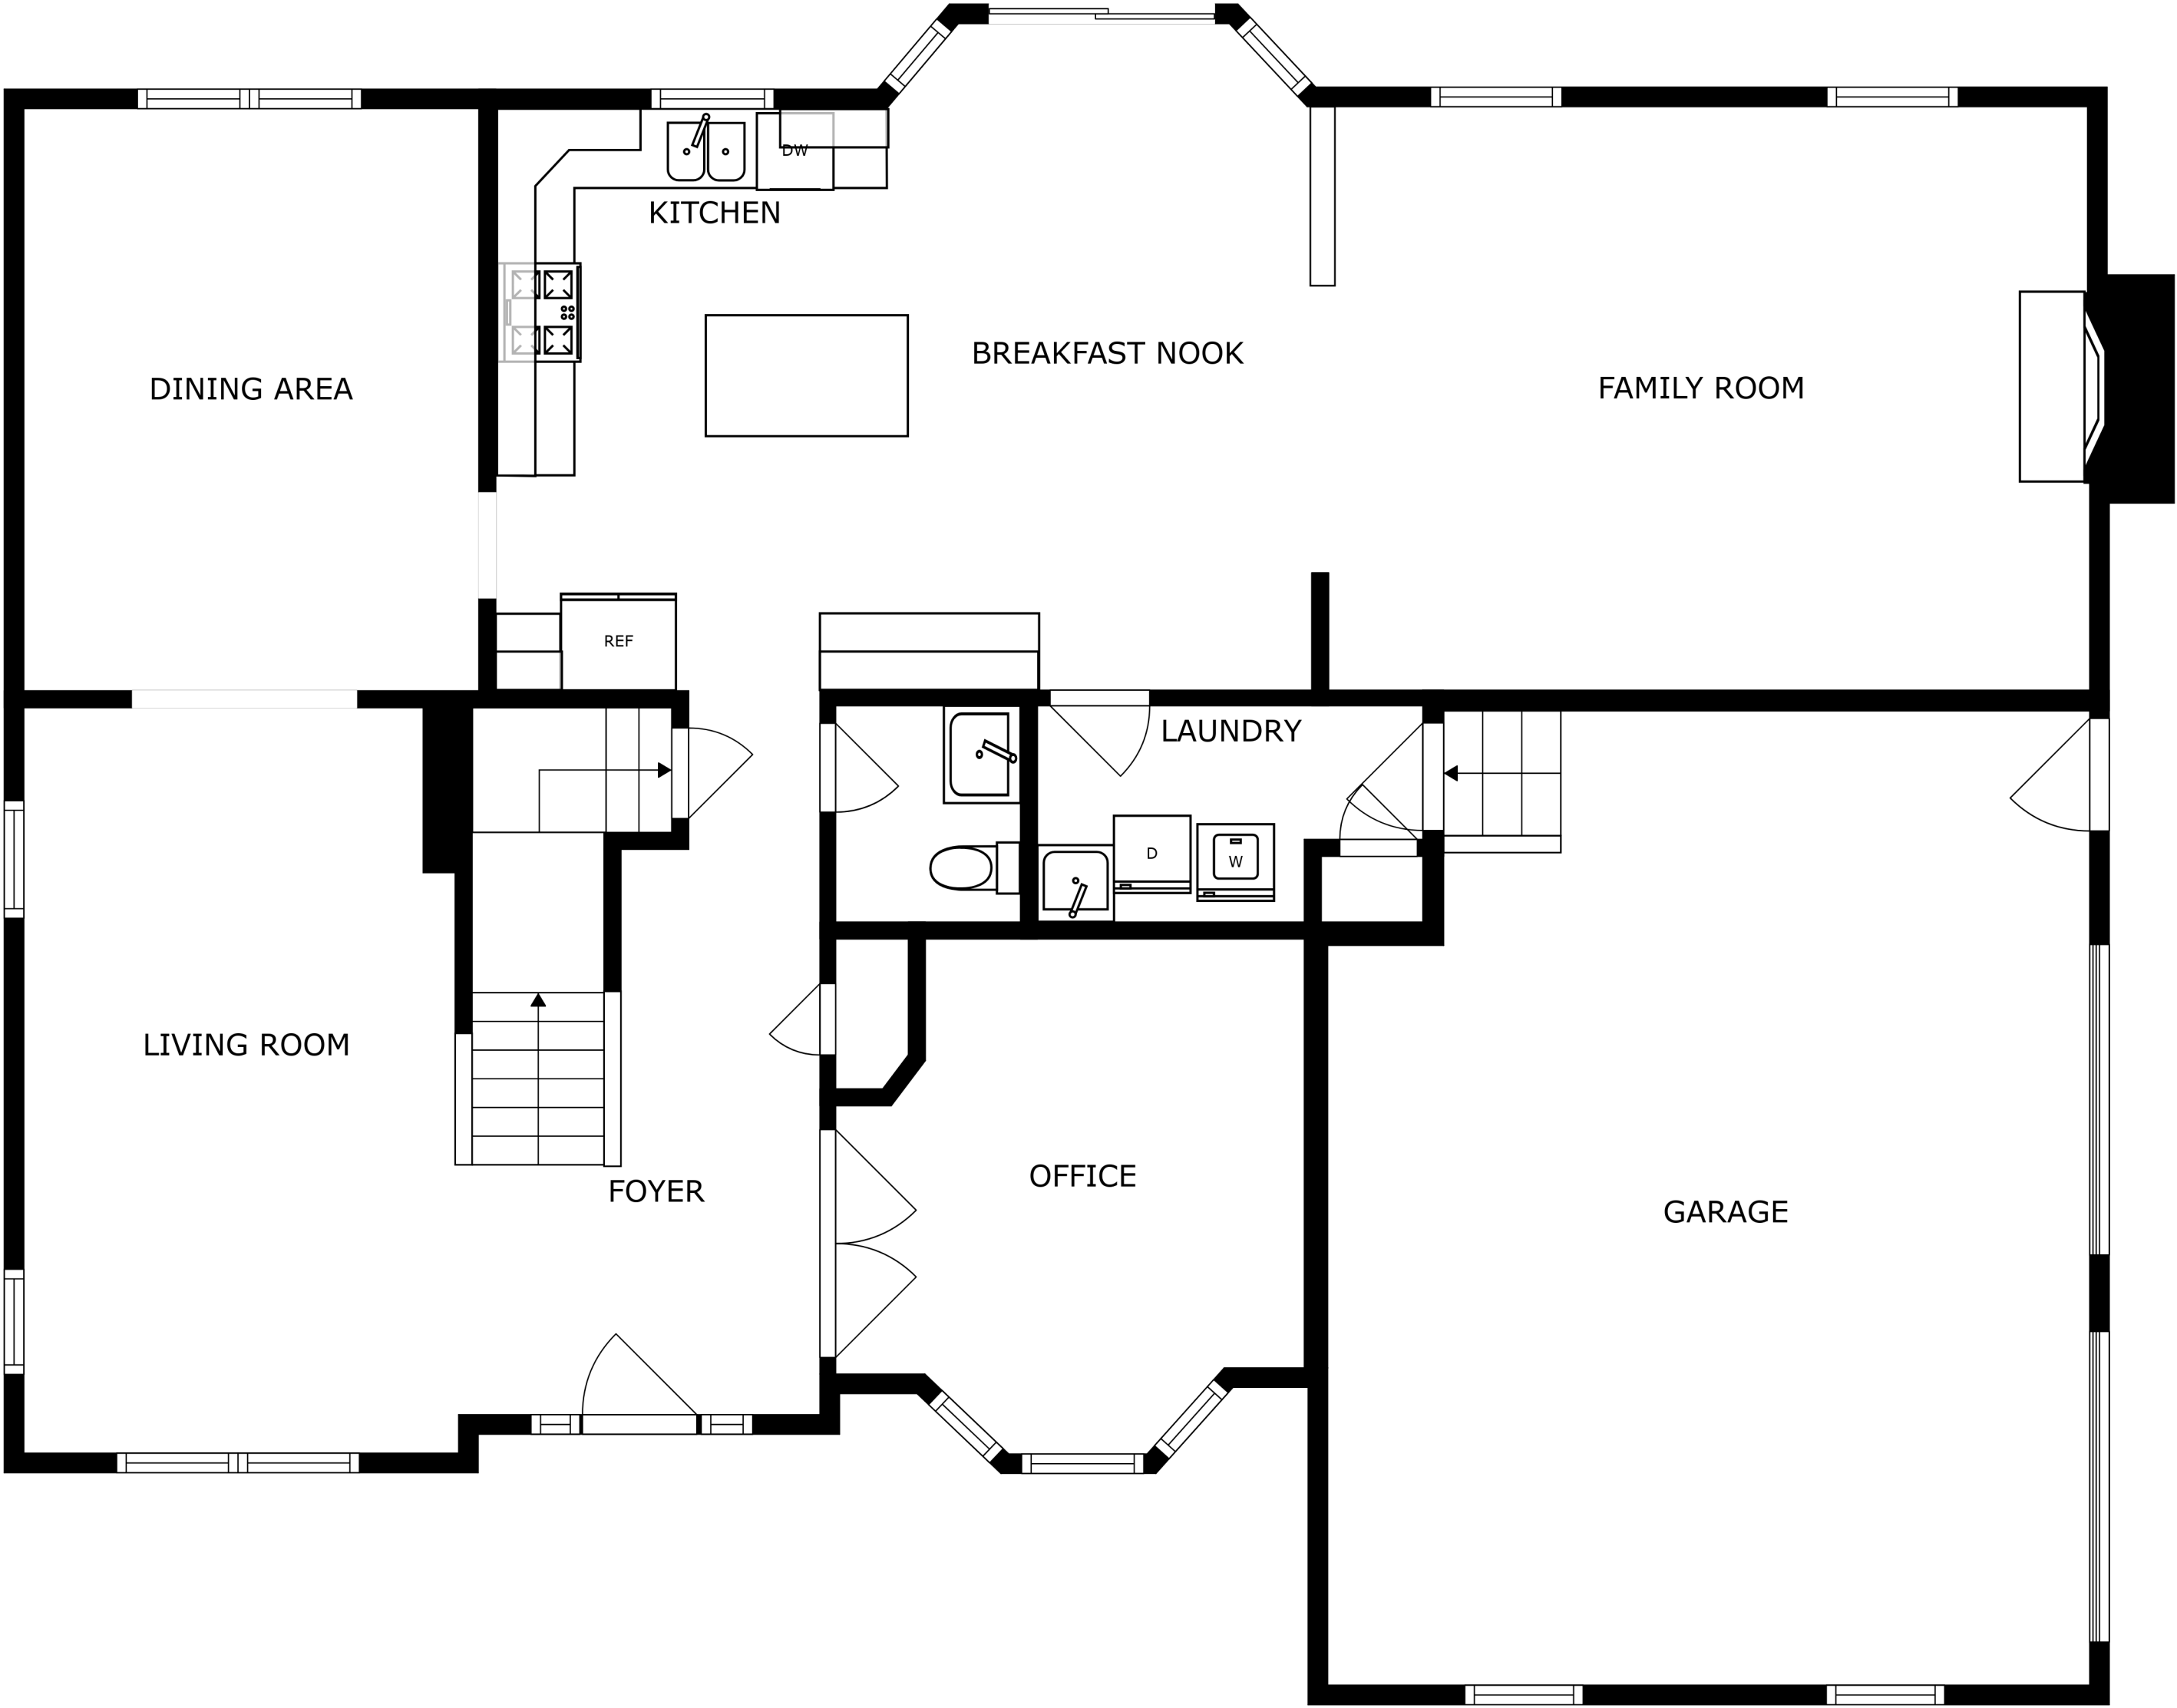 DW
KITCHEN
BREAKFAST NOOK
DINING AREA
FAMILY ROOM
REF
LAUNDRY
D
W
LIVING ROOM
OFFICE
FOYER
GARAGE